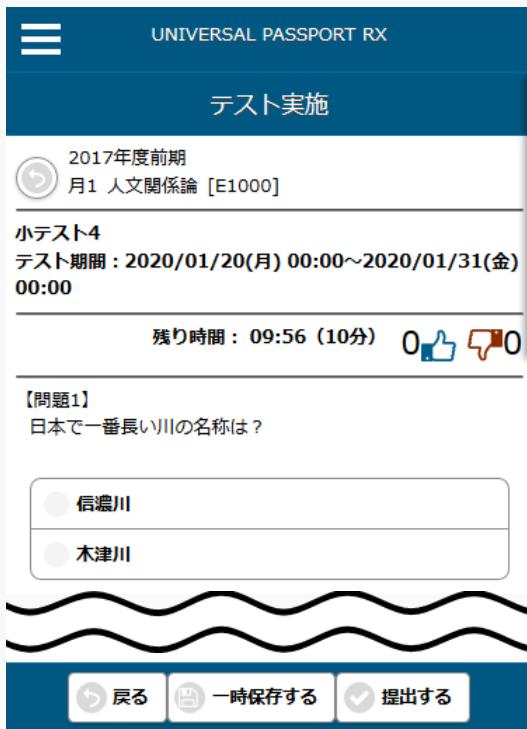 UNIVERSAL PASSPORT RX
テスト実施
2017年度前期
月1 人文関係論 [E1000]
小テスト4
テスト期間：2020/01/20(月) 00:00～2020/01/31(金)
00:00
残り時間： 09:56（10分）
0 0
【問題1】
日本で一番長い川の名称は？
信濃川
木津川
戻る 一時保存する 提出する